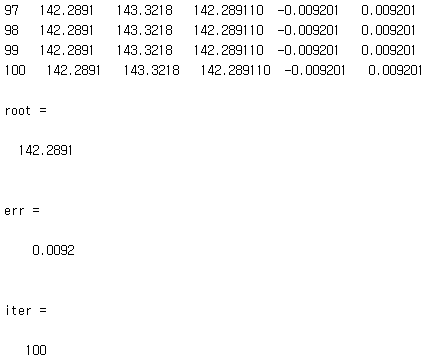 97 142.2891 143.3218 142.289110 -0.009201 0.009201
98 142.2891 143.3218 142.289110 -0.009201 0.009201
99 142.2891 143.3218 142.289110 -0.009201 0.009201
100 142.2891 143.3218 142.289110 -0.009201 0.009201
root =
142.2891
err =
0.0092
iter =
100